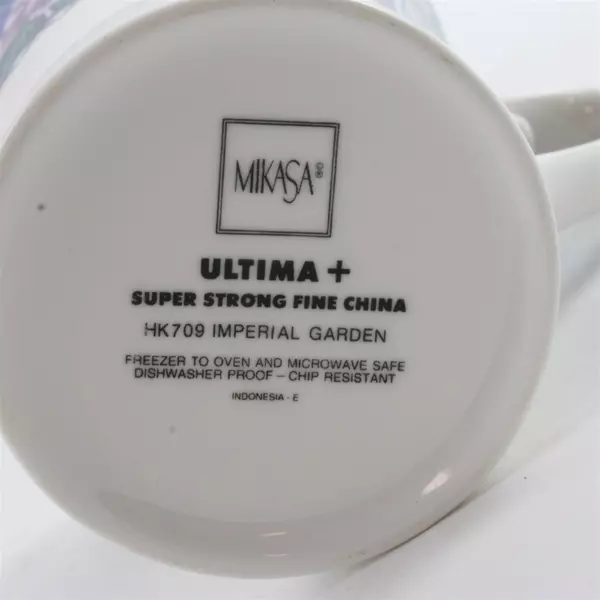 MIKASA ®©
ULTIMA +
SUPER STRONG FINE CHINA
HK709 IMPERIAL GARDEN
FREEZER TO OVEN AND MICROWAVE SAFE
DISHWASHER PROOF – CHIP RESISTANT
INDONESIA - E